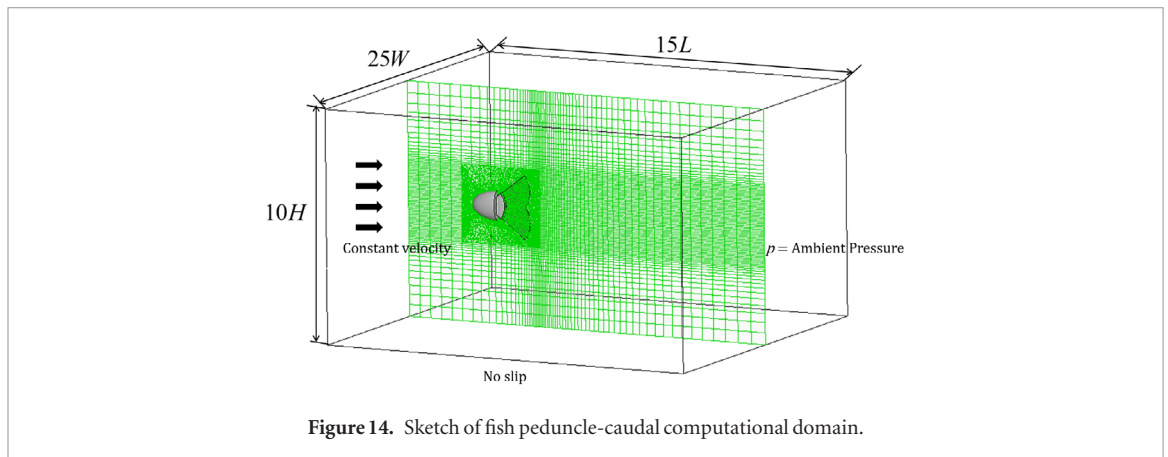 25W
15L
10H
Constant velocity
p = Ambient Pressure
No slip
Figure 14. Sketch of fish peduncle-caudal computational domain.